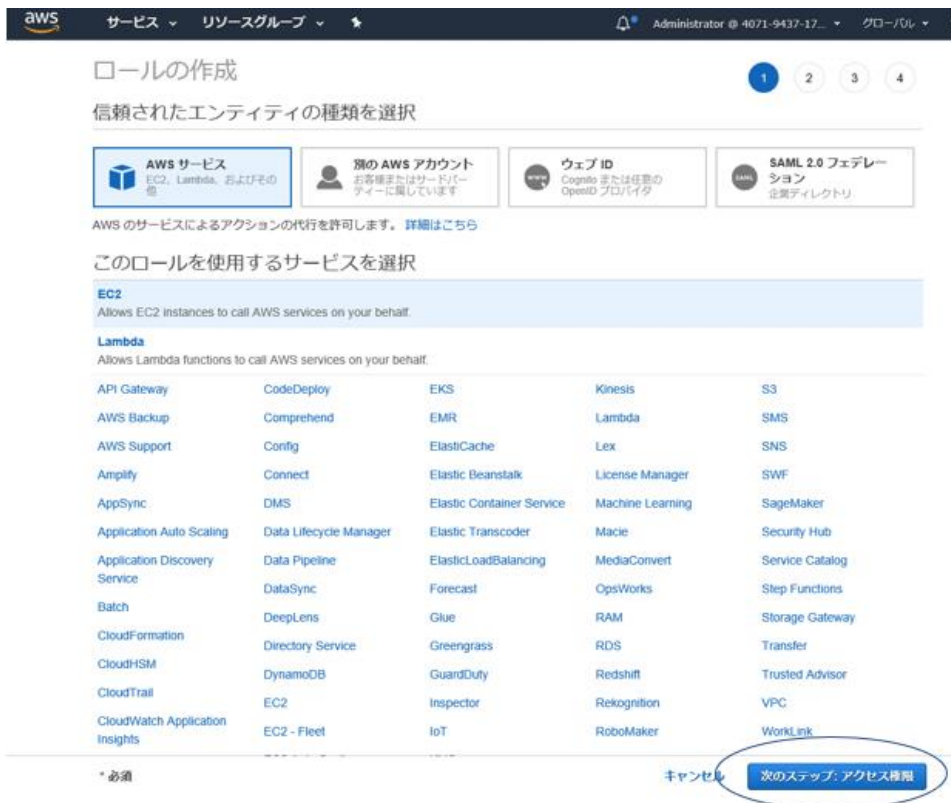 aws サービス リソースグループ Administrator @ 4071-9437-17... グローバル
ロールの作成
1 2 3 4
信頼されたエンティティの種類を選択
AWS サービス
EC2、Lambda、およびその他
別の AWS アカウント
お客様またはサードパーティーに属しています
ウェブ ID
Cognito または任意の OpenID プロバイダ
SAML 2.0 フェデレーション
企業ディレクトリ
AWS のサービスによるアクションの代行を許可します。 詳細はこちら
このロールを使用するサービスを選択
EC2
Allows EC2 instances to call AWS services on your behalf.
Lambda
Allows Lambda functions to call AWS services on your behalf.
API Gateway CodeDeploy EKS Kinesis S3
AWS Backup Comprehend EMR Lambda SMS
AWS Support Config ElastiCache Lex SNS
Amplify Connect Elastic Beanstalk License Manager SWF
AppSync DMS Elastic Container Service Machine Learning SageMaker
Application Auto Scaling Data Lifecycle Manager Elastic Transcoder Macie Security Hub
Application Discovery Service Data Pipeline ElasticLoadBalancing MediaConvert Service Catalog
DataSync Forecast OpsWorks Step Functions
Batch DeepLens Glue RAM Storage Gateway
CloudFormation Directory Service Greengrass RDS Transfer
CloudHSM DynamoDB GuardDuty Redshift Trusted Advisor
CloudTrail EC2 Inspector Rekognition VPC
CloudWatch Application Insights EC2 - Fleet IoT RoboMaker WorkLink
* 必須 キャンセル 次のステップ: アクセス権限